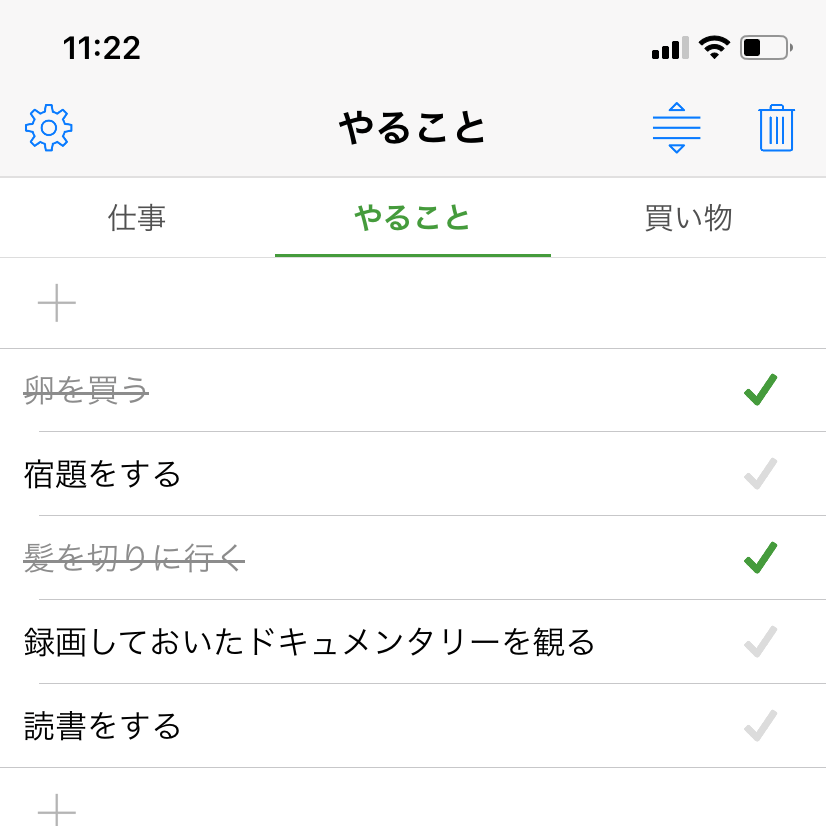 11:22
やること
仕事 やること 買い物
卵を買う
宿題をする
髪を切りに行く
録画しておいたドキュメンタリーを観る
読書をする